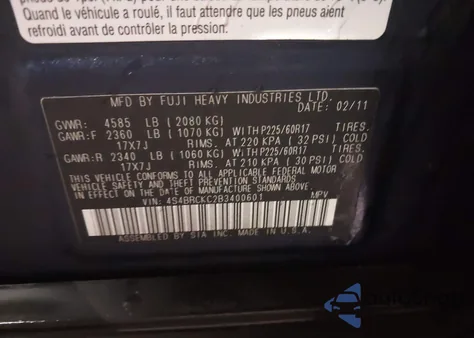 Quand le véhicule a roulé, il faut attendre que les pneus aient
refroidi avant de contrôler la pression.
MFD BY FUJI HEAVY INDUSTRIES LTD.
DATE: 02/11
GVWR: 4585 LB (2080 KG)
GAWR:F 2360 LB (1070 KG) WITH P225/60R17 TIRES.
17X7J RIMS. AT 220 KPA (32 PSI) COLD
GAWR:R 2340 LB (1060 KG) WITH P225/60R17 TIRES.
17X7J RIMS. AT 210 KPA (30 PSI) COLD
THIS VEHICLE CONFORMS TO ALL APPLICABLE FEDERAL MOTOR
VEHICLE SAFETY AND THEFT PREVENTION STANDARDS
IN EFFECT ON THE DATE OF MANUFACTURE SHOWN ABOVE.
VIN: 4S4BRCKC2B3400601 MPV
ASSEMBLED BY SIA INC. MADE IN U.S.A.